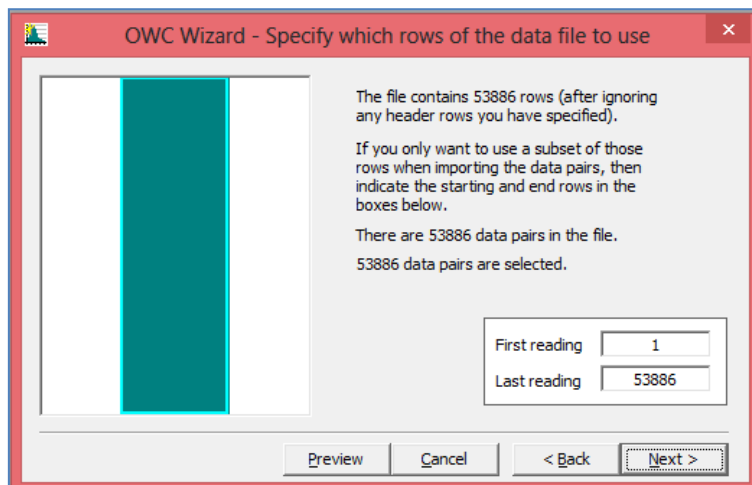 OWC Wizard - Specify which rows of the data file to use
The file contains 53886 rows (after ignoring
any header rows you have specified).
If you only want to use a subset of those
rows when importing the data pairs, then
indicate the starting and end rows in the
boxes below.
There are 53886 data pairs in the file.
53886 data pairs are selected.
First reading 1
Last reading 53886
Preview Cancel < Back Next >